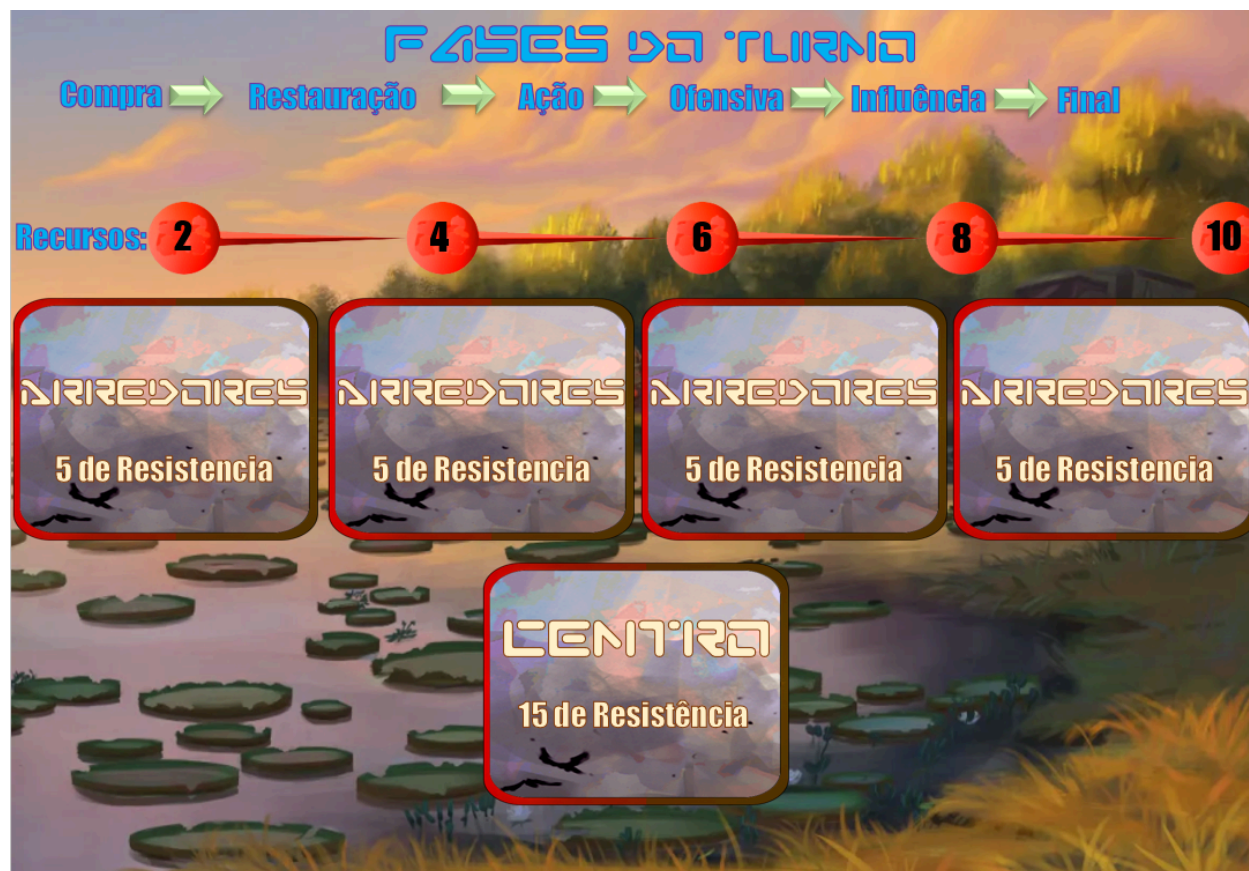 FASES DO TURNO
Compra Restauração Ação Ofensiva Influência Final
Recursos: 2 4 6 8 10
ARREDORES ARREDORES ARREDORES ARREDORES
5 de Resistencia 5 de Resistencia 5 de Resistencia 5 de Resistencia
CENTRO
15 de Resistência